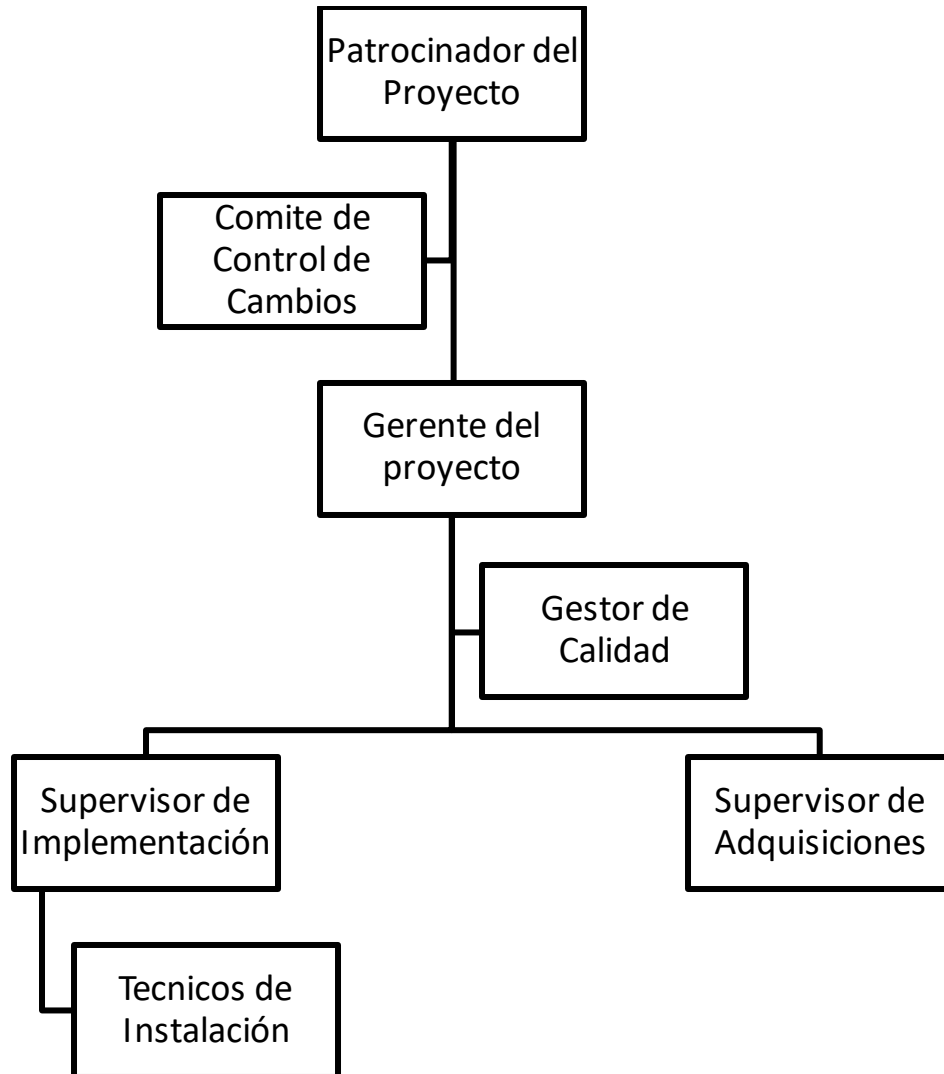 Patrocinador del
Proyecto
Comite de
Control de
Cambios
Gerente del
proyecto
Gestor de
Calidad
Supervisor de
Implementación
Supervisor de
Adquisiciones
Tecnicos de
Instalación